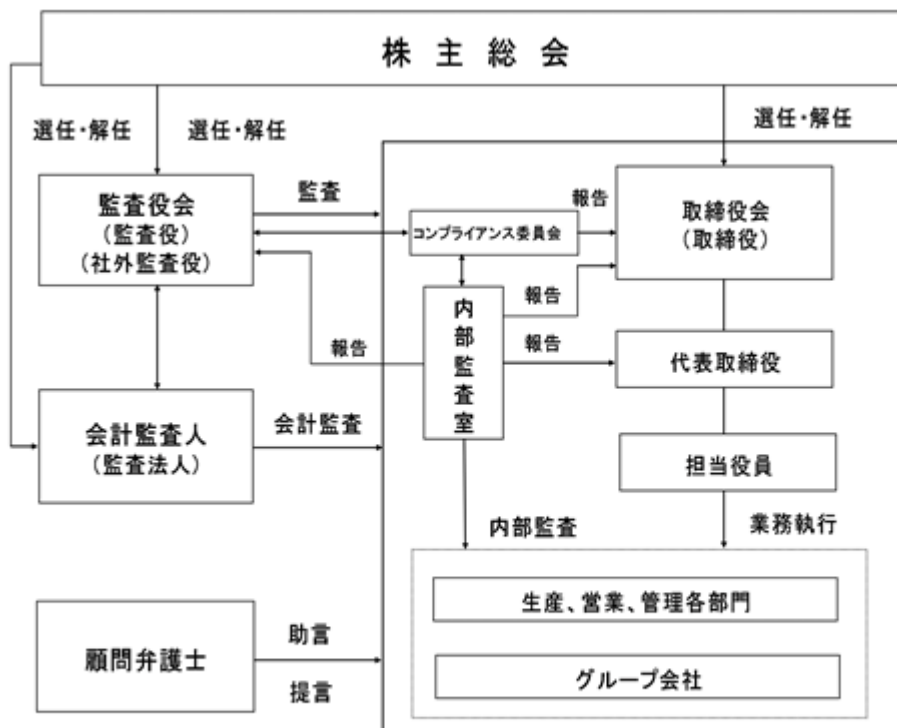 株主総会
選任・解任
選任・解任
選任・解任
監査役会
(監査役)
(社外監査役)
監査
コンプライアンス委員会
報告
取締役会
(取締役)
報告
内部監査室
報告
報告
代表取締役
会計監査人
(監査法人)
会計監査
担当役員
内部監査
業務執行
生産、営業、管理各部門
顧問弁護士
助言
提言
グループ会社